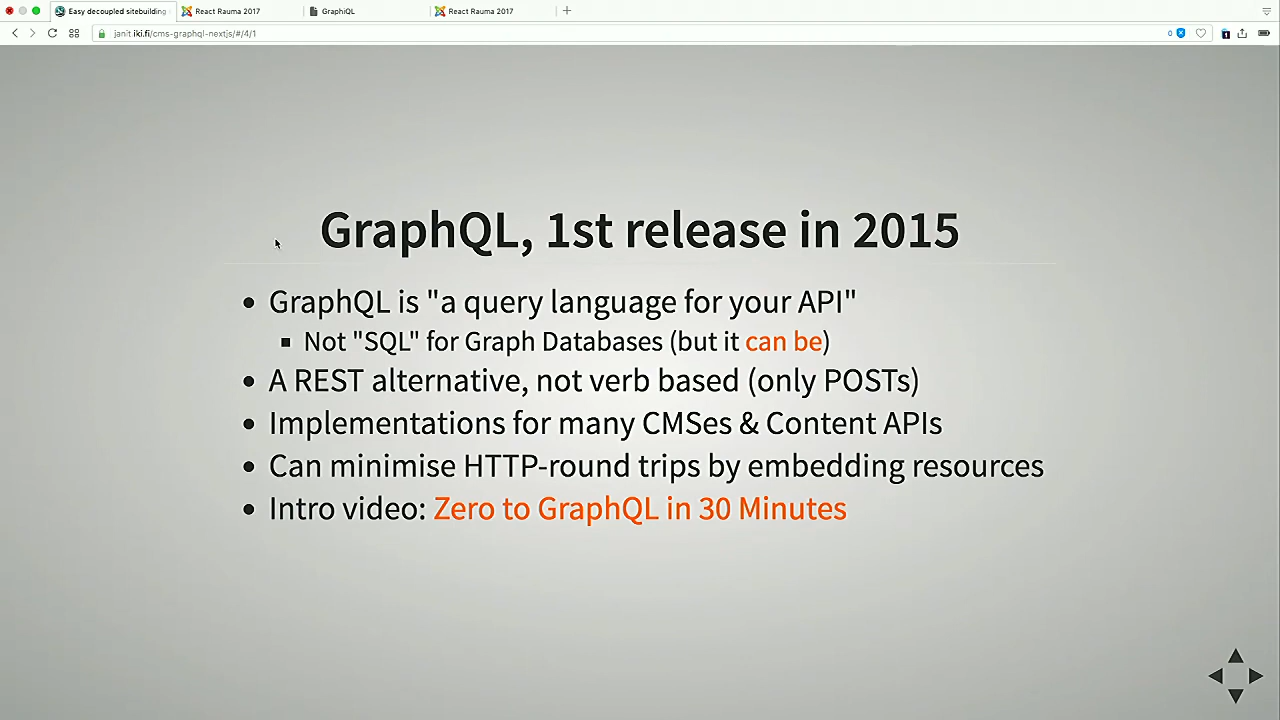 Easy decoupled sitebuilding
React Rauma 2017
GraphiQL
React Rauma 2017
janit.iki.fi/cms-graphql-nextjs/#/4/1
0
GraphQL, 1st release in 2015
GraphQL is "a query language for your API"
Not "SQL" for Graph Databases (but it can be)
A REST alternative, not verb based (only POSTs)
Implementations for many CMSes & Content APIs
Can minimise HTTP-round trips by embedding resources
Intro video: Zero to GraphQL in 30 Minutes